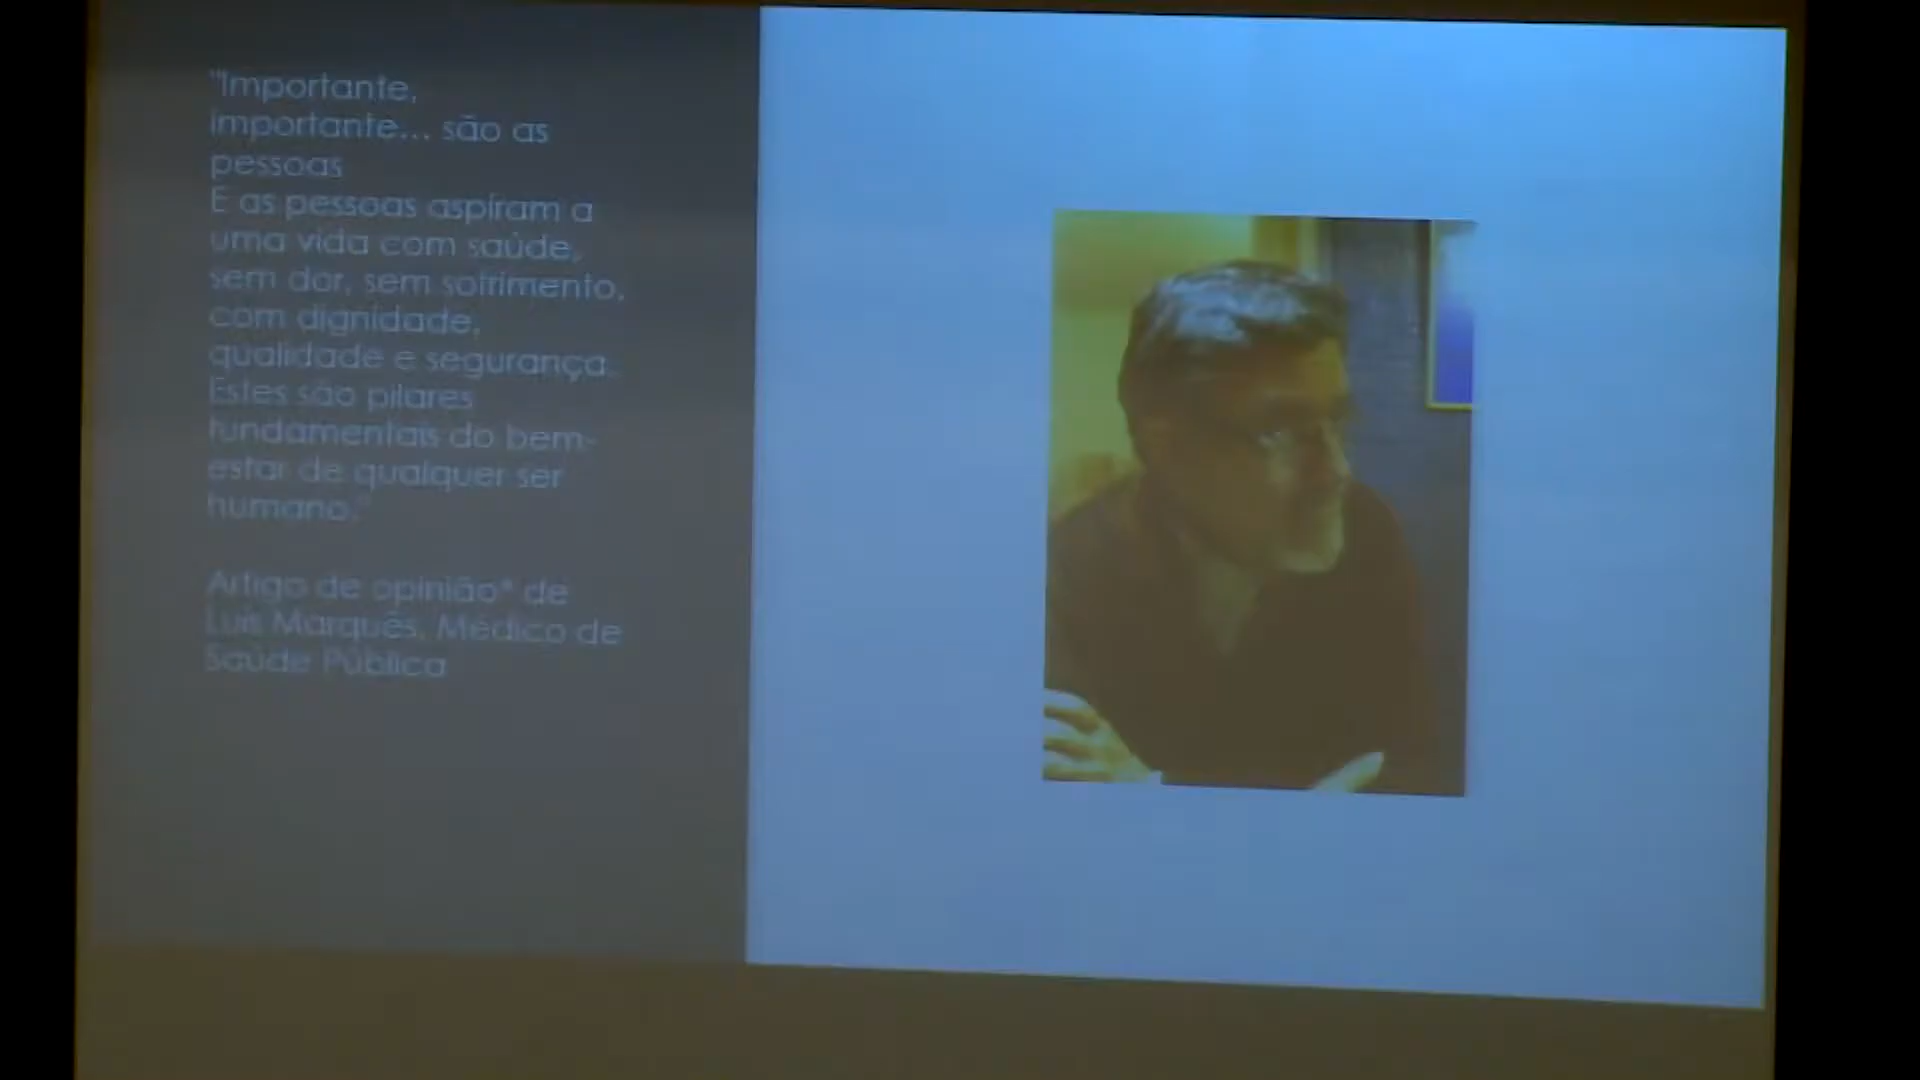 "Importante,
importante... são as
pessoas
E as pessoas aspiram a
uma vida com saúde,
sem dor, sem sofrimento,
com dignidade,
qualidade e segurança.
Estes são pilares
fundamentais do bem-
estar de qualquer ser
humano."
Artigo de opinião* de
Luís Marquês, Médico de
Saúde Pública